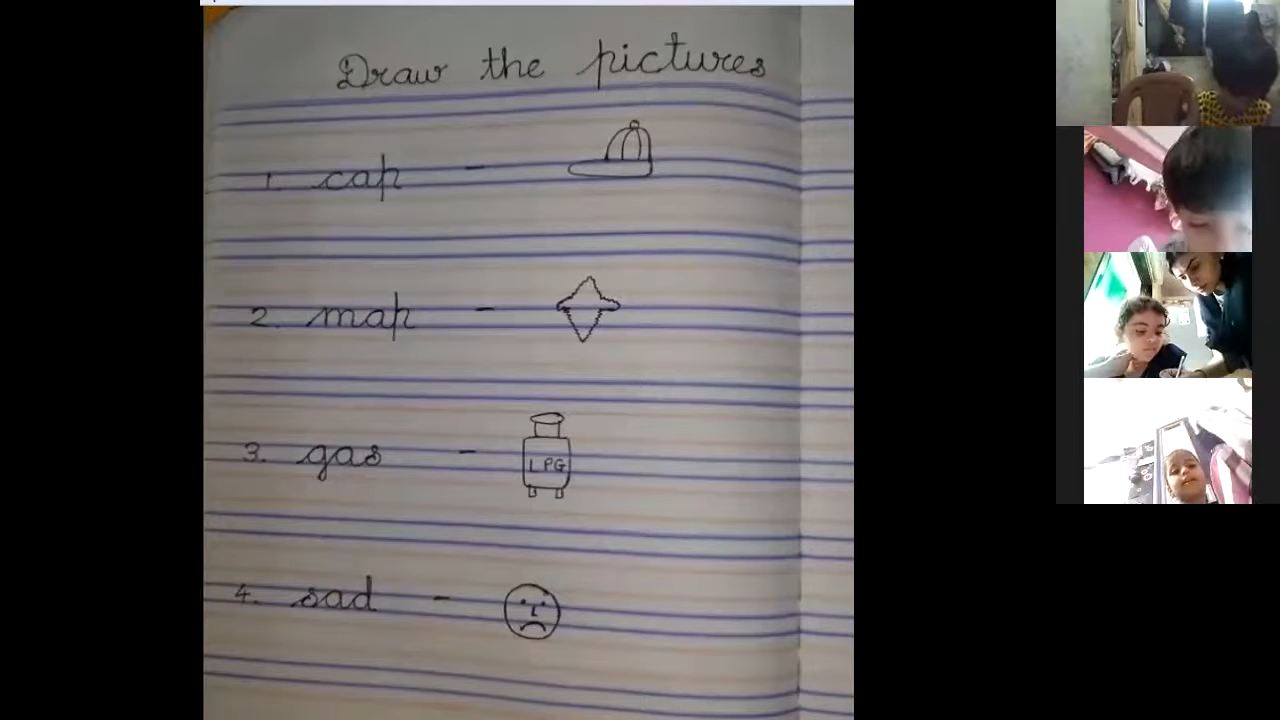 Draw the pictures
1. cap -
2. map -
3. gas - LPG
4. sad -